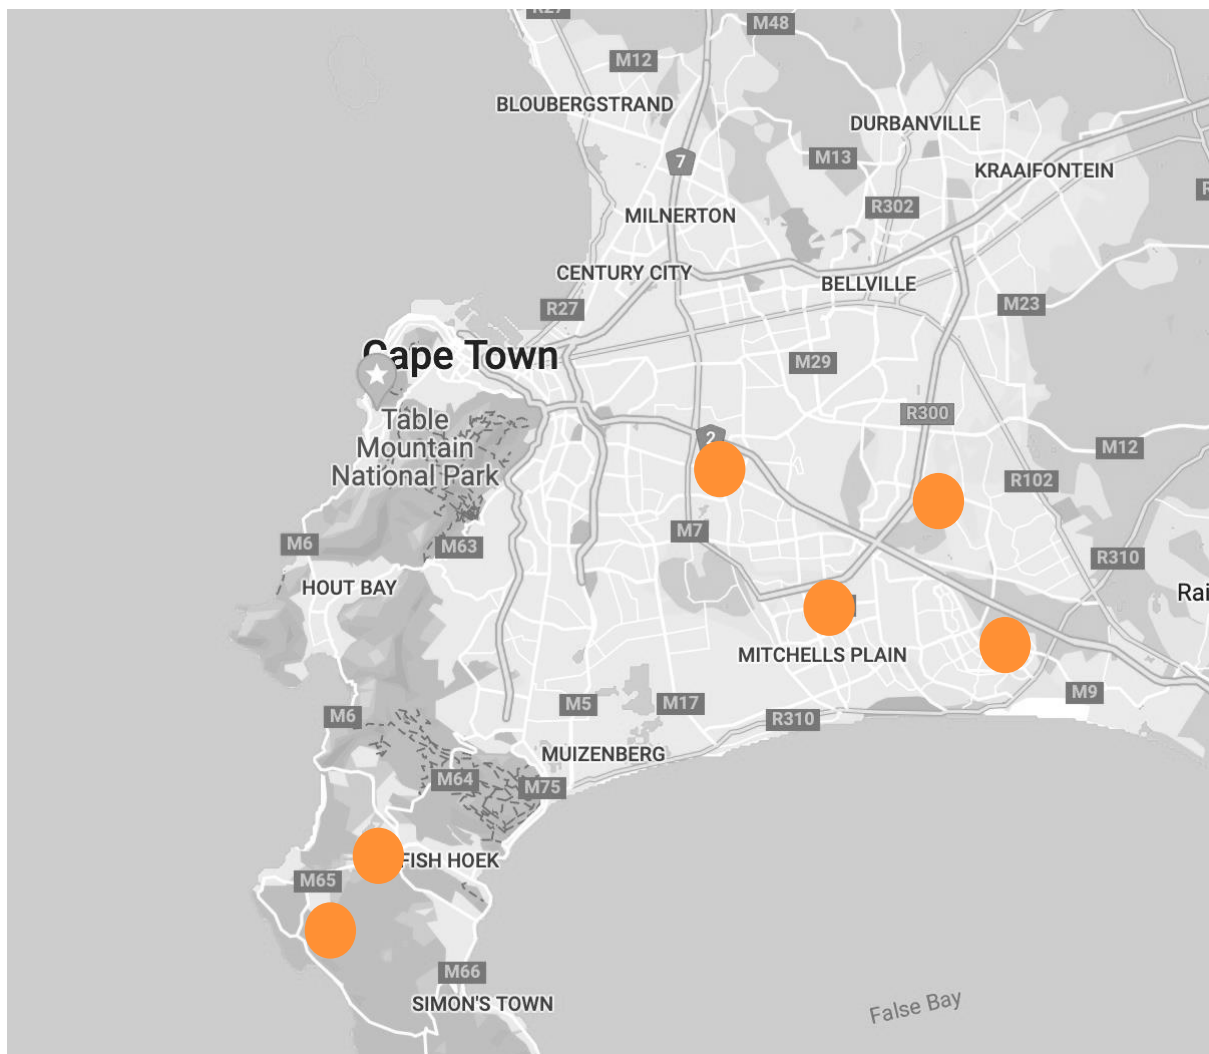 R27
M48
M12
BLOUBERGSTRAND
DURBANVILLE
7
M13
KRAAIFONTEIN
R302
MILNERTON
CENTURY CITY
BELLVILLE
R27
M23
Cape Town
M29
Table
Mountain
National Park
R300
2
M12
R102
M7
M6
M63
R310
HOUT BAY
Rai
MITCHELLS PLAIN
M9
M5
M17
M6
R310
MUIZENBERG
M64
M75
FISH HOEK
M65
M66
SIMON'S TOWN
False Bay